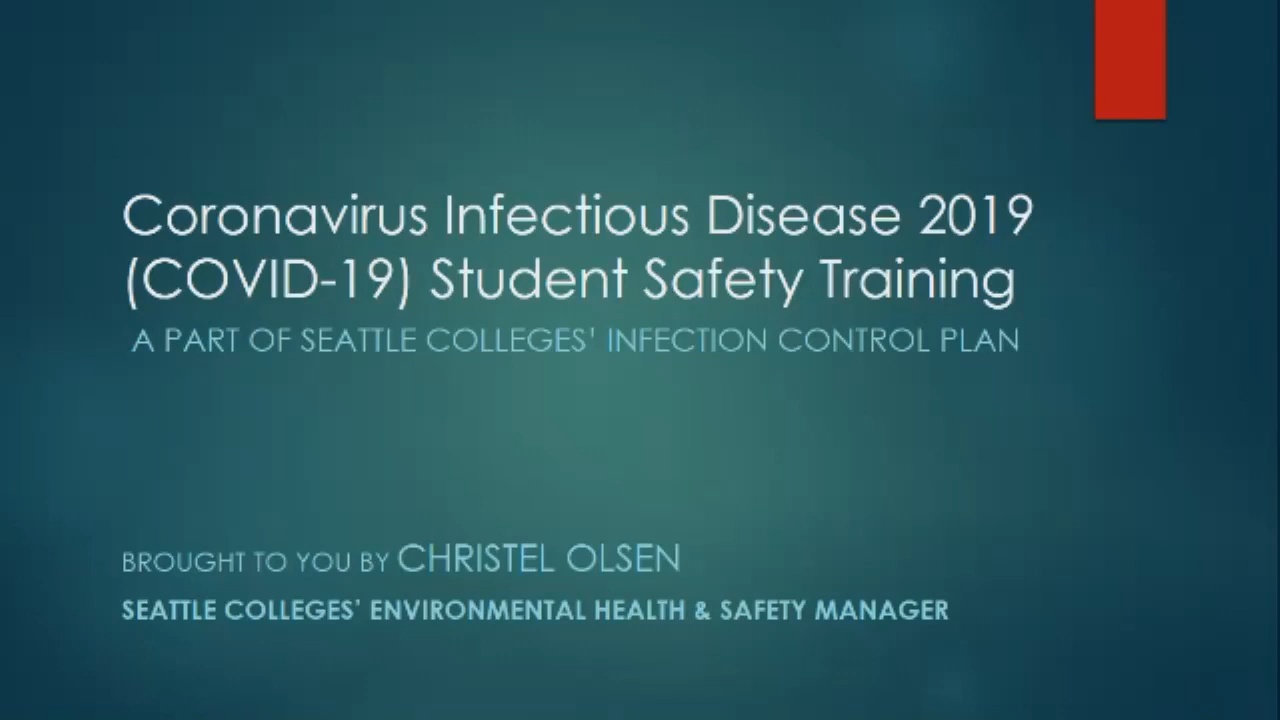 Coronavirus Infectious Disease 2019
(COVID-19) Student Safety Training
A PART OF SEATTLE COLLEGES' INFECTION CONTROL PLAN
BROUGHT TO YOU BY CHRISTEL OLSEN
SEATTLE COLLEGES' ENVIRONMENTAL HEALTH & SAFETY MANAGER